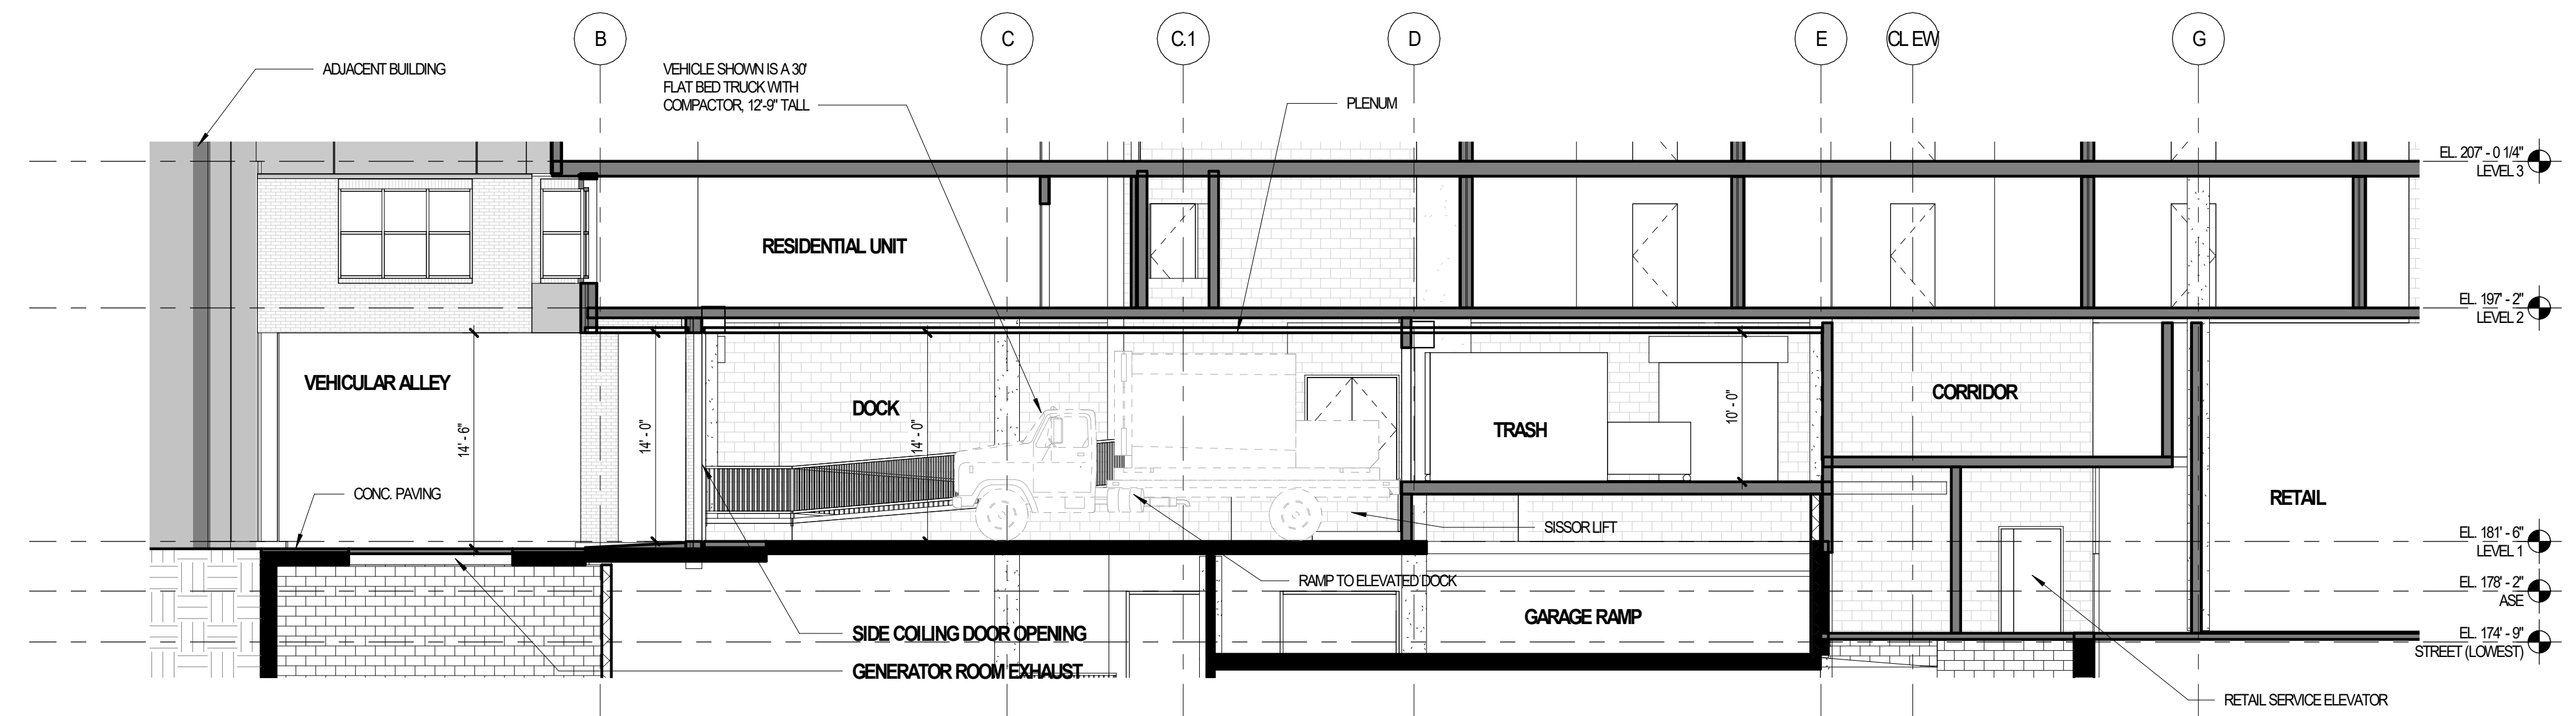 B
C
C.1
D
E
CL EW
G
ADJACENT BUILDING
VEHICLE SHOWN IS A 30'
FLAT BED TRUCK WITH
COMPACTOR, 12'-9" TALL
PLENUM
EL. 207' - 0 1/4"
LEVEL 3
RESIDENTIAL UNIT
EL. 197' - 2"
LEVEL 2
VEHICULAR ALLEY
DOCK
TRASH
CORRIDOR
RETAIL
14' - 6"
14' - 0"
14' - 0"
10' - 0"
CONC. PAVING
SISSOR LIFT
EL. 181' - 6"
LEVEL 1
RAMP TO ELEVATED DOCK
EL. 178' - 2"
ASE
GARAGE RAMP
SIDE COILING DOOR OPENING
EL. 174' - 9"
STREET (LOWEST)
GENERATOR ROOM EXHAUST
RETAIL SERVICE ELEVATOR